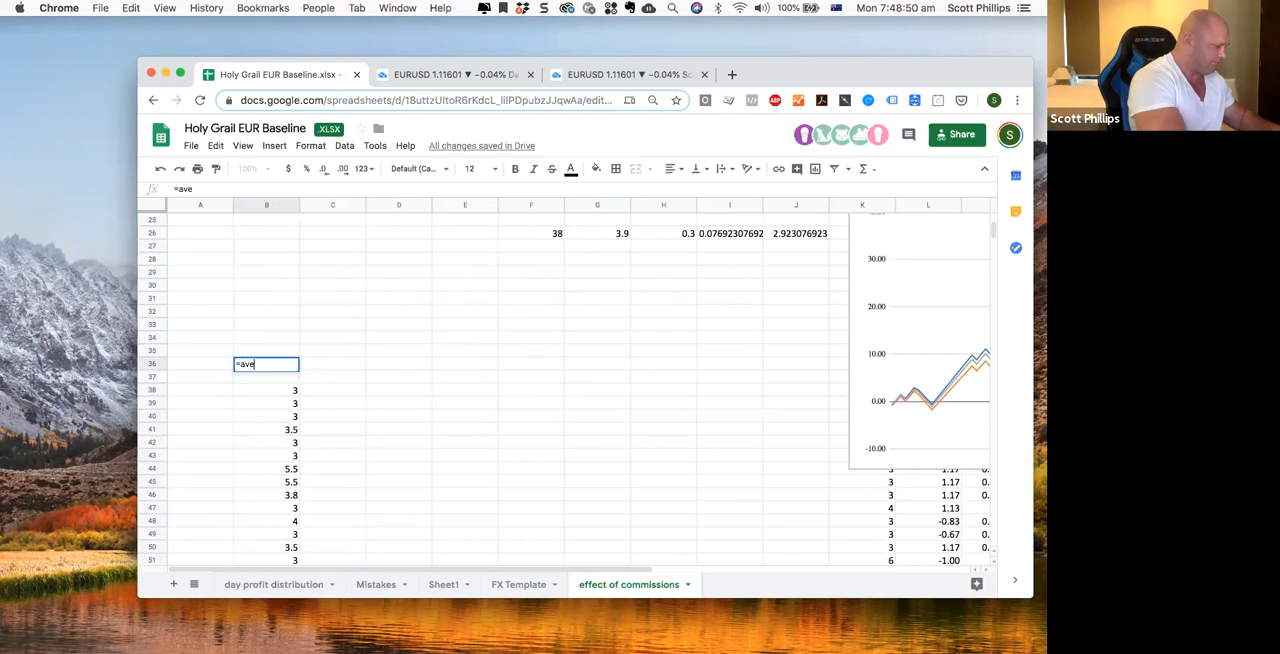 Chrome File Edit View History Bookmarks People Tab Window Help 100% Mon 7:48:50 am Scott Phillips
Holy Grail EUR Baseline.xlsx - EURUSD 1.11601 ▼ −0.04% EURUSD 1.11601 ▼ −0.04%
docs.google.com/spreadsheets/d/18uttzUItoR6rKdcL_liIPDpubzJJqwAa/edit...
Scott Phillips
Holy Grail EUR Baseline .XLSX
Share
S
File Edit View Insert Format Data Tools Help All changes saved in Drive
100% $ % .0 .00 123 Default (Ca... 12 B I S A
fx =ave
A B C D E F G H I J K L
25
26 38 3.9 0.3 0.07692307692 2.923076923
27
28 30.00
29
30
31
32 20.00
33
34
35 10.00
36 =ave
37
38 3
39 3 0.00
40 3
41 3.5
42 3
43 3 -10.00
44 5.5 3 1.17 0.
45 5.5 3 1.17
46 3.8 3 1.17 0.
47 3 4 1.13
48 4 3 -0.83 0.
49 3 3 -0.67
50 3.5 3 1.17 0.
51 3 6 -1.00
day profit distribution Mistakes Sheet1 FX Template effect of commissions